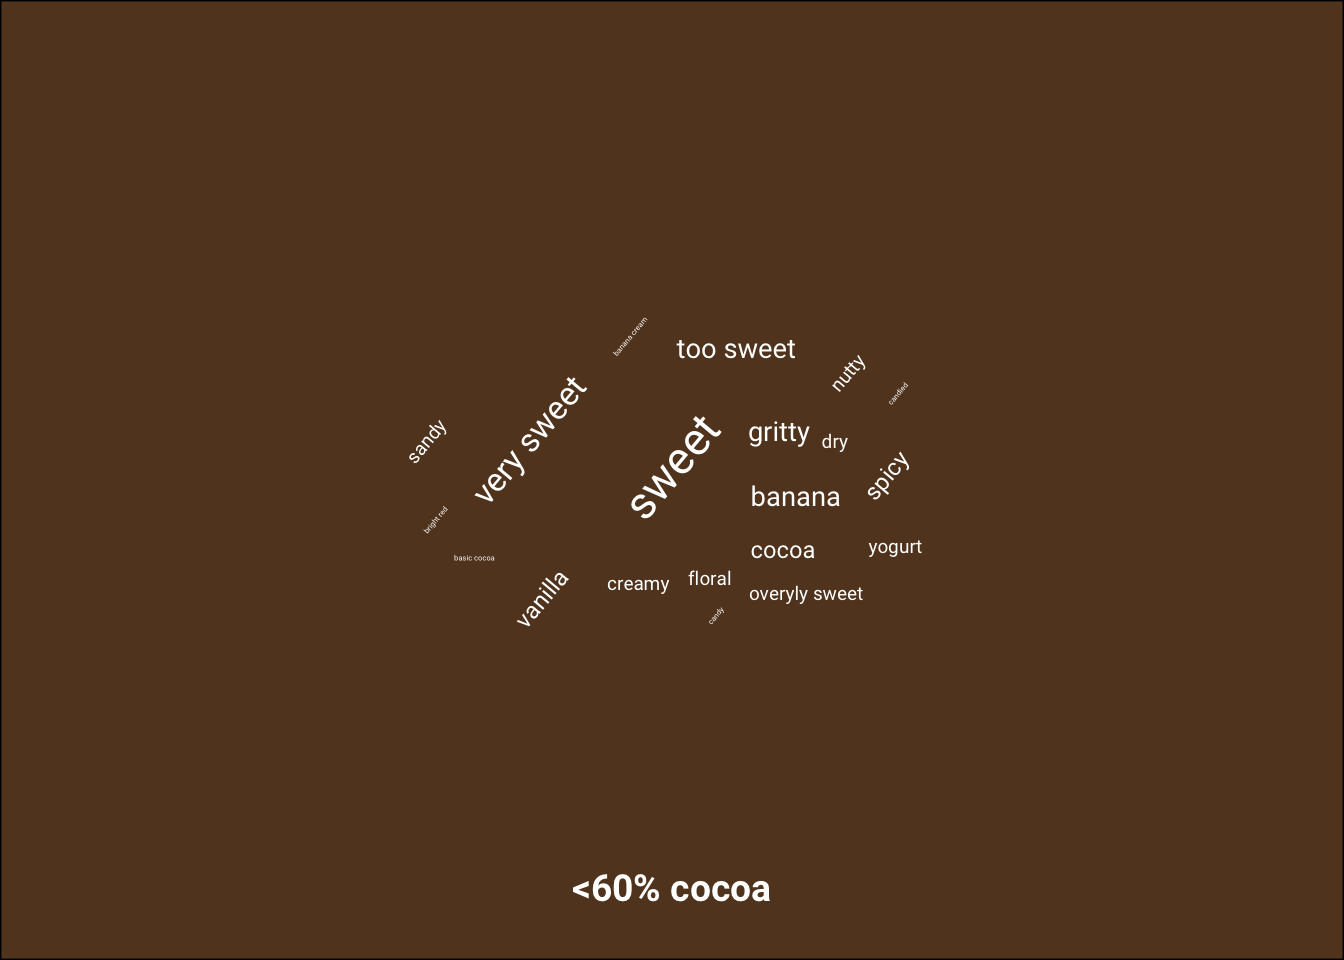 banana cream
too sweet
nutty
candied
very sweet
sandy
sweet
gritty
dry
spicy
banana
bright red
basic cocoa
cocoa
yogurt
vanilla
creamy
floral
overyly sweet
candy
<60% cocoa